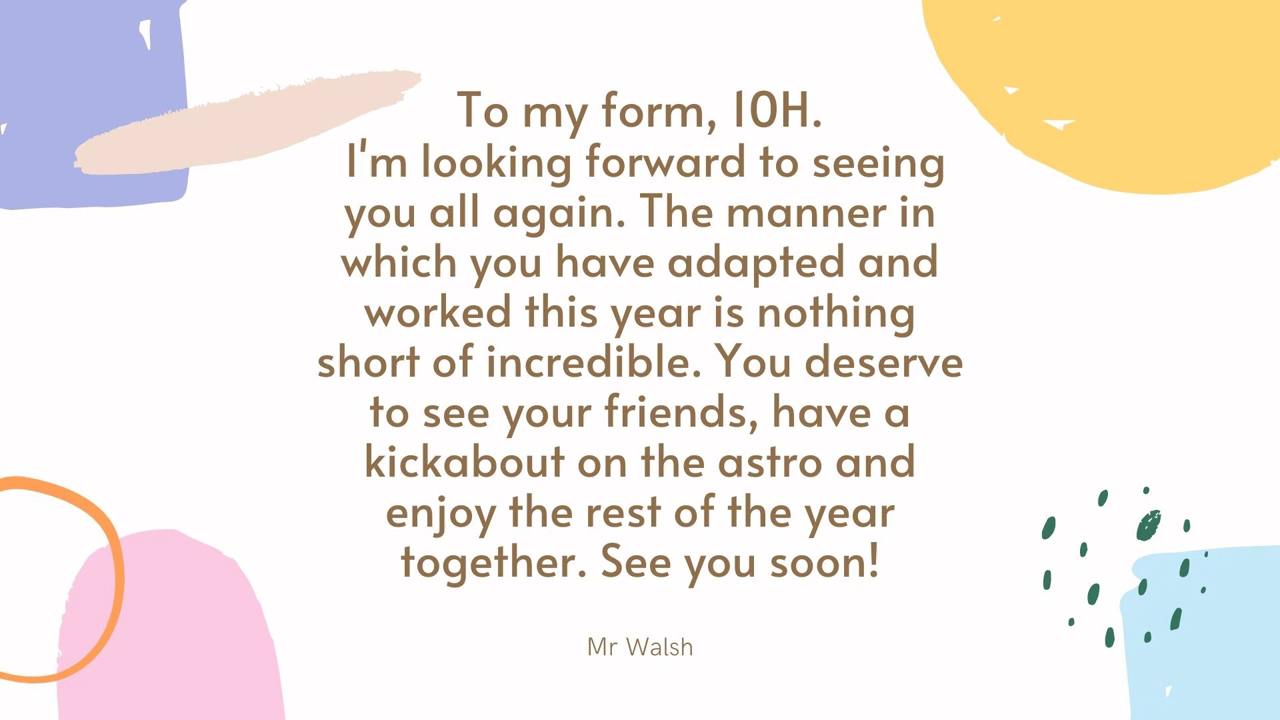 To my form, 10H.
I'm looking forward to seeing
you all again. The manner in
which you have adapted and
worked this year is nothing
short of incredible. You deserve
to see your friends, have a
kickabout on the astro and
enjoy the rest of the year
together. See you soon!
Mr Walsh